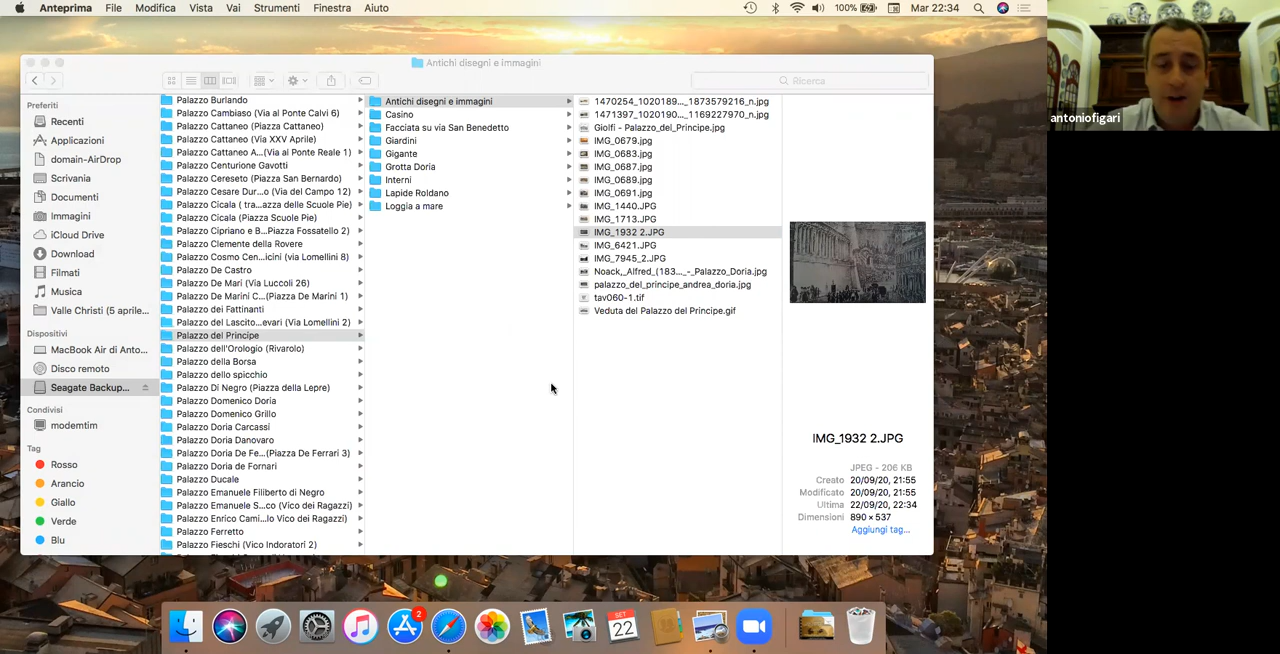 Anteprima File Modifica Vista Vai Strumenti Finestra Aiuto 100% Mar 22:34
antoniofigari
Antichi disegni e immagini
Ricerca
Preferiti
Recenti
Applicazioni
domain-AirDrop
Scrivania
Documenti
Immagini
iCloud Drive
Download
Filmati
Musica
Valle Christi (5 aprile...
Dispositivi
MacBook Air di Anto...
Disco remoto
Seagate Backup...
Condivisi
modemtim
Tag
Rosso
Arancio
Giallo
Verde
Blu
Palazzo Burlando
Palazzo Cambiaso (Via al Ponte Calvi 6)
Palazzo Cattaneo (Piazza Cattaneo)
Palazzo Cattaneo (Via XXV Aprile)
Palazzo Cattaneo A...(Via al Ponte Reale 1)
Palazzo Centurione Gavotti
Palazzo Cereseto (Piazza San Bernardo)
Palazzo Cesare Dur...o (Via del Campo 12)
Palazzo Cicala ( tra...azza delle Scuole Pie)
Palazzo Cicala (Piazza Scuole Pie)
Palazzo Cipriano e B...(Piazza Fossatello 2)
Palazzo Clemente della Rovere
Palazzo Cosmo Cen...icini (via Lomellini 8)
Palazzo De Castro
Palazzo De Mari (Via Luccoli 26)
Palazzo De Marini C...(Piazza De Marini 1)
Palazzo dei Fattinanti
Palazzo del Lascito...evari (Via Lomellini 2)
Palazzo del Principe
Palazzo dell'Orologio (Rivarolo)
Palazzo della Borsa
Palazzo dello spicchio
Palazzo Di Negro (Piazza della Lepre)
Palazzo Domenico Doria
Palazzo Domenico Grillo
Palazzo Doria Carcassi
Palazzo Doria Danovaro
Palazzo Doria De Fe...(Piazza De Ferrari 3)
Palazzo Doria de Fornari
Palazzo Ducale
Palazzo Emanuele Filiberto di Negro
Palazzo Emanuele S...co (Vico dei Ragazzi)
Palazzo Enrico Cami...lo Vico dei Ragazzi)
Palazzo Ferretto
Palazzo Fieschi (Vico Indoratori 2)
Antichi disegni e immagini
Casino
Facciata su via San Benedetto
Giardini
Gigante
Grotta Doria
Interni
Lapide Roldano
Loggia a mare
1470254_1020189..._1873579216_n.jpg
1471397_1020190..._1169227970_n.jpg
Giolfi - Palazzo_del_Principe.jpg
IMG_0679.jpg
IMG_0683.jpg
IMG_0687.jpg
IMG_0689.jpg
IMG_0691.jpg
IMG_1440.JPG
IMG_1713.JPG
IMG_1932 2.JPG
IMG_6421.JPG
IMG_7945_2.JPG
Noack,_Alfred_(183..._-_Palazzo_Doria.jpg
palazzo_del_principe_andrea_doria.jpg
tav060-1.tif
Veduta del Palazzo del Principe.gif
IMG_1932 2.JPG
JPEG - 206 KB
Creato 20/09/20, 21:55
Modificato 20/09/20, 21:55
Ultima 22/09/20, 22:34
Dimensioni 890 × 537
Aggiungi tag...
2
SET
22